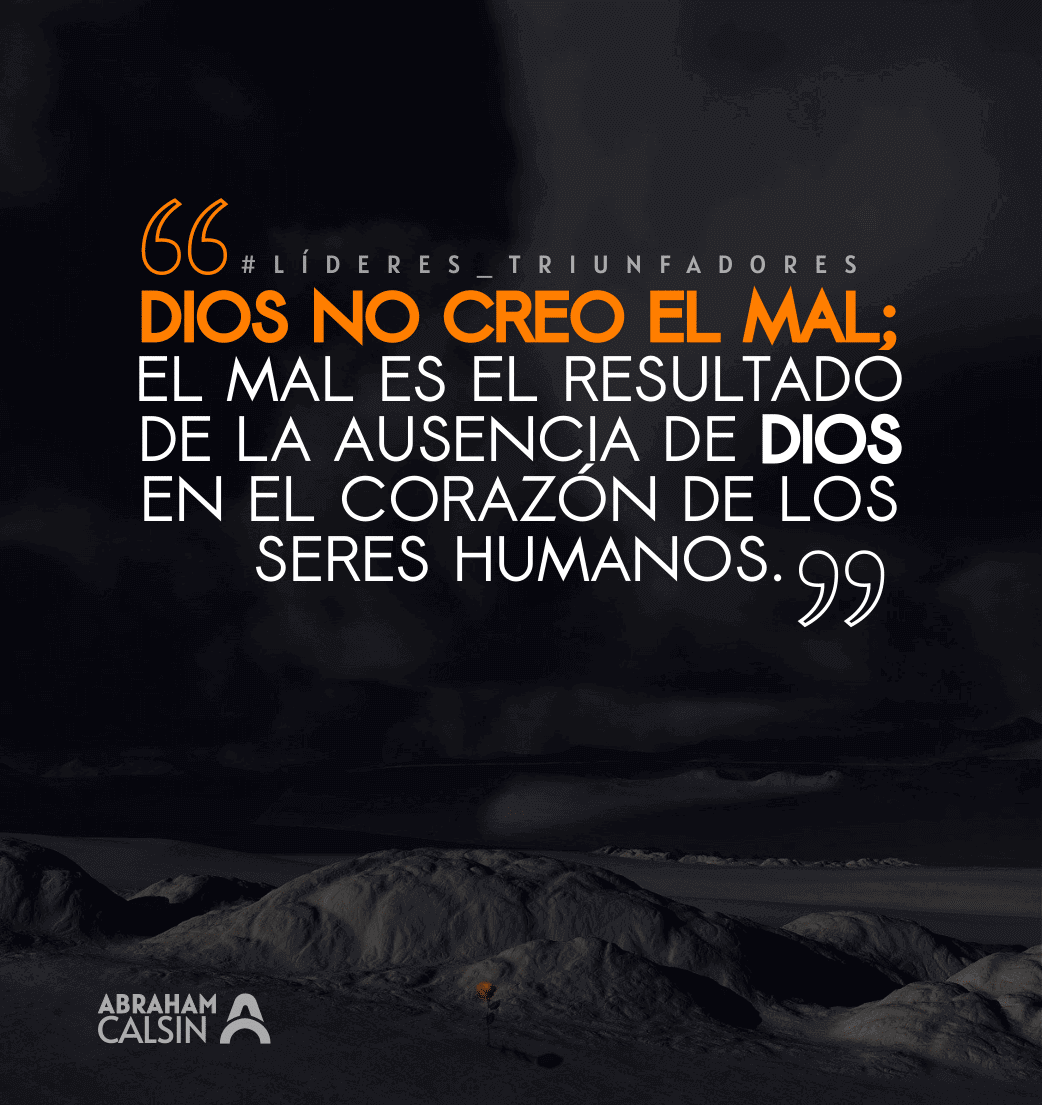 #LÍDERES_TRIUNFADORES
DIOS NO CREO EL MAL;
EL MAL ES EL RESULTADO
DE LA AUSENCIA DE DIOS
EN EL CORAZÓN DE LOS
SERES HUMANOS.
ABRAHAM
CALSIN